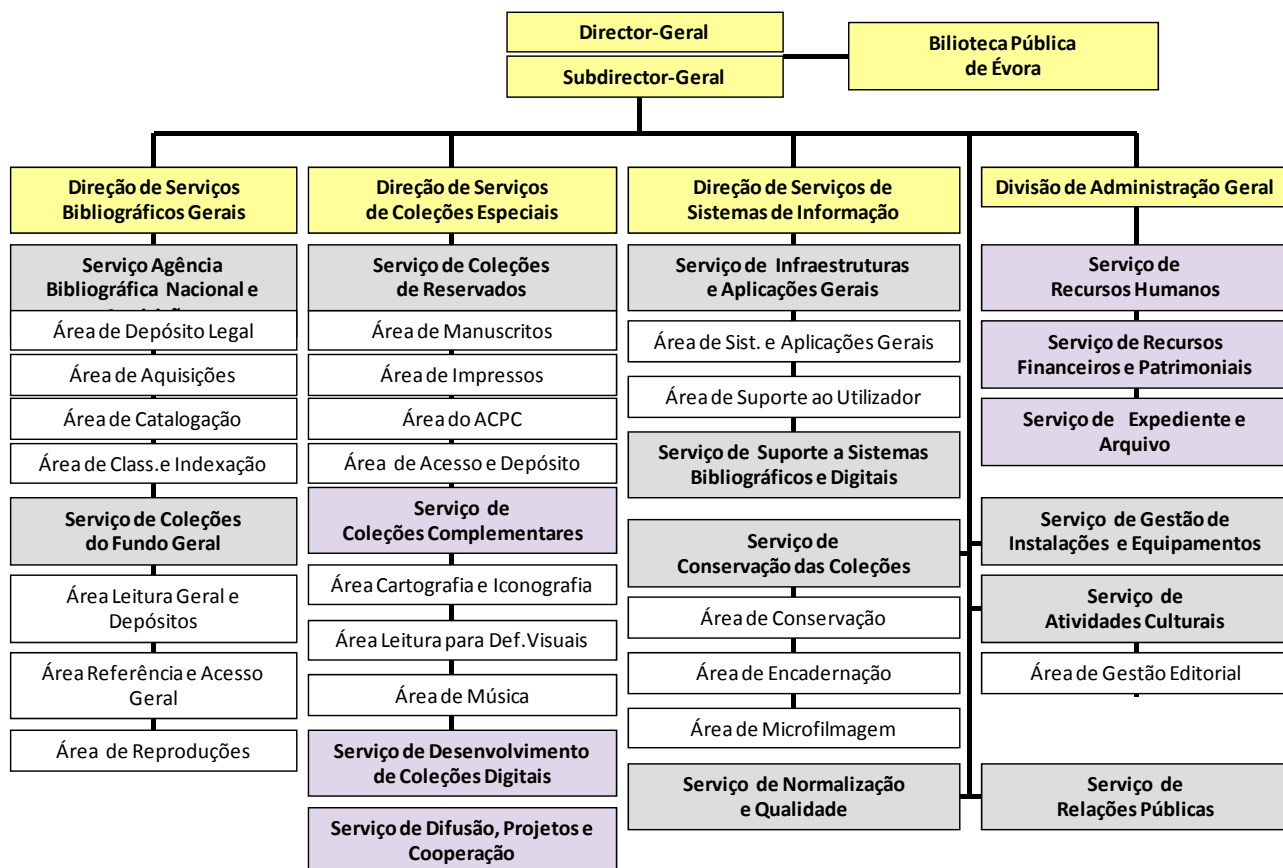 Director-Geral
Subdirector-Geral
Bilioteca Pública
de Évora
Direção de Serviços
Bibliográficos Gerais
Serviço Agência
Bibliográfica Nacional e
Área de Depósito Legal
Área de Aquisições
Área de Catalogação
Área de Class.e Indexação
Serviço de Coleções
do Fundo Geral
Área Leitura Geral e
Depósitos
Área Referência e Acesso
Geral
Área de Reproduções
Direção de Serviços
de Coleções Especiais
Serviço de Coleções
de Reservados
Área de Manuscritos
Área de Impressos
Área do ACPC
Área de Acesso e Depósito
Serviço de
Coleções Complementares
Área Cartografia e Iconografia
Área Leitura para Def.Visuais
Área de Música
Serviço de Desenvolvimento
de Coleções Digitais
Serviço de Difusão, Projetos e
Cooperação
Direção de Serviços de
Sistemas de Informação
Serviço de Infraestruturas
e Aplicações Gerais
Área de Sist. e Aplicações Gerais
Área de Suporte ao Utilizador
Serviço de Suporte a Sistemas
Bibliográficos e Digitais
Serviço de
Conservação das Coleções
Área de Conservação
Área de Encadernação
Área de Microfilmagem
Serviço de Normalização
e Qualidade
Divisão de Administração Geral
Serviço de
Recursos Humanos
Serviço de Recursos
Financeiros e Patrimoniais
Serviço de Expediente e
Arquivo
Serviço de Gestão de
Instalações e Equipamentos
Serviço de
Atividades Culturais
Área de Gestão Editorial
Serviço de
Relações Públicas